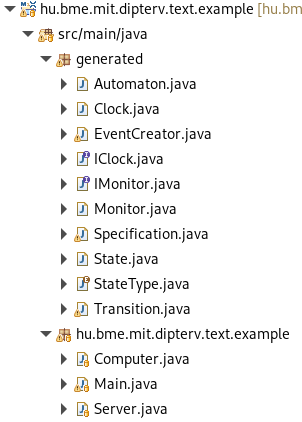 hu.bme.mit.dipterv.text.example [hu.bm
src/main/java
generated
Automaton.java
Clock.java
EventCreator.java
IClock.java
IMonitor.java
Monitor.java
Specification.java
State.java
StateType.java
Transition.java
hu.bme.mit.dipterv.text.example
Computer.java
Main.java
Server.java